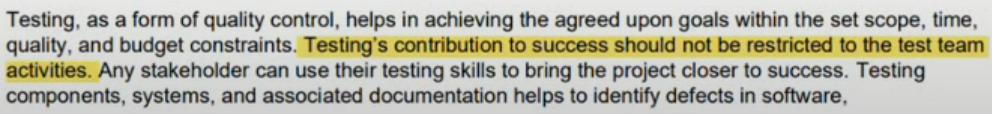 Testing, as a form of quality control, helps in achieving the agreed upon goals within the set scope, time,
quality, and budget constraints. Testing's contribution to success should not be restricted to the test team
activities. Any stakeholder can use their testing skills to bring the project closer to success. Testing
components, systems, and associated documentation helps to identify defects in software,